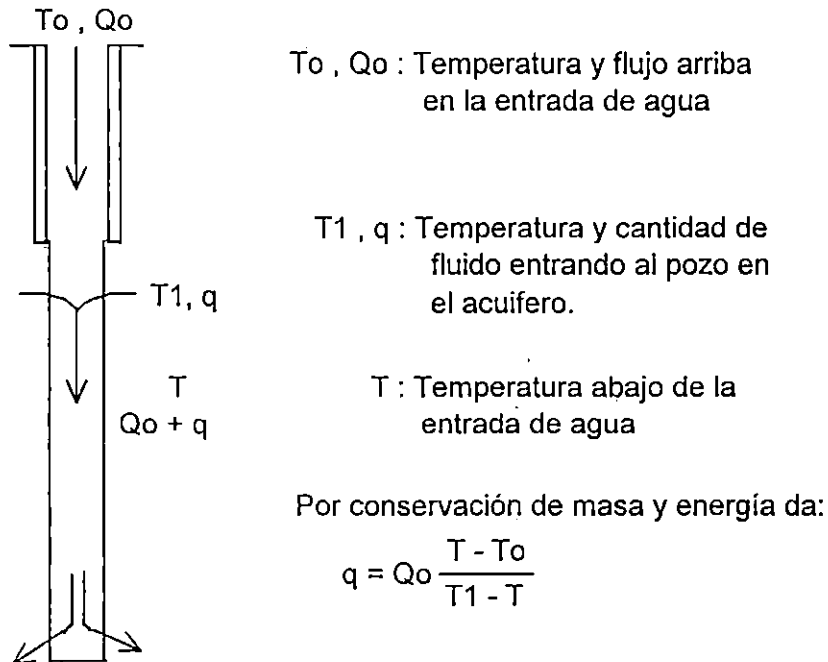 To , Qo
To , Qo : Temperatura y flujo arriba
en la entrada de agua
T1 , q : Temperatura y cantidad de
fluido entrando al pozo en
el acuifero.
T1, q
T
Qo + q
T : Temperatura abajo de la
entrada de agua
Por conservación de masa y energía da:
q = Qo (T - To) / (T1 - T)